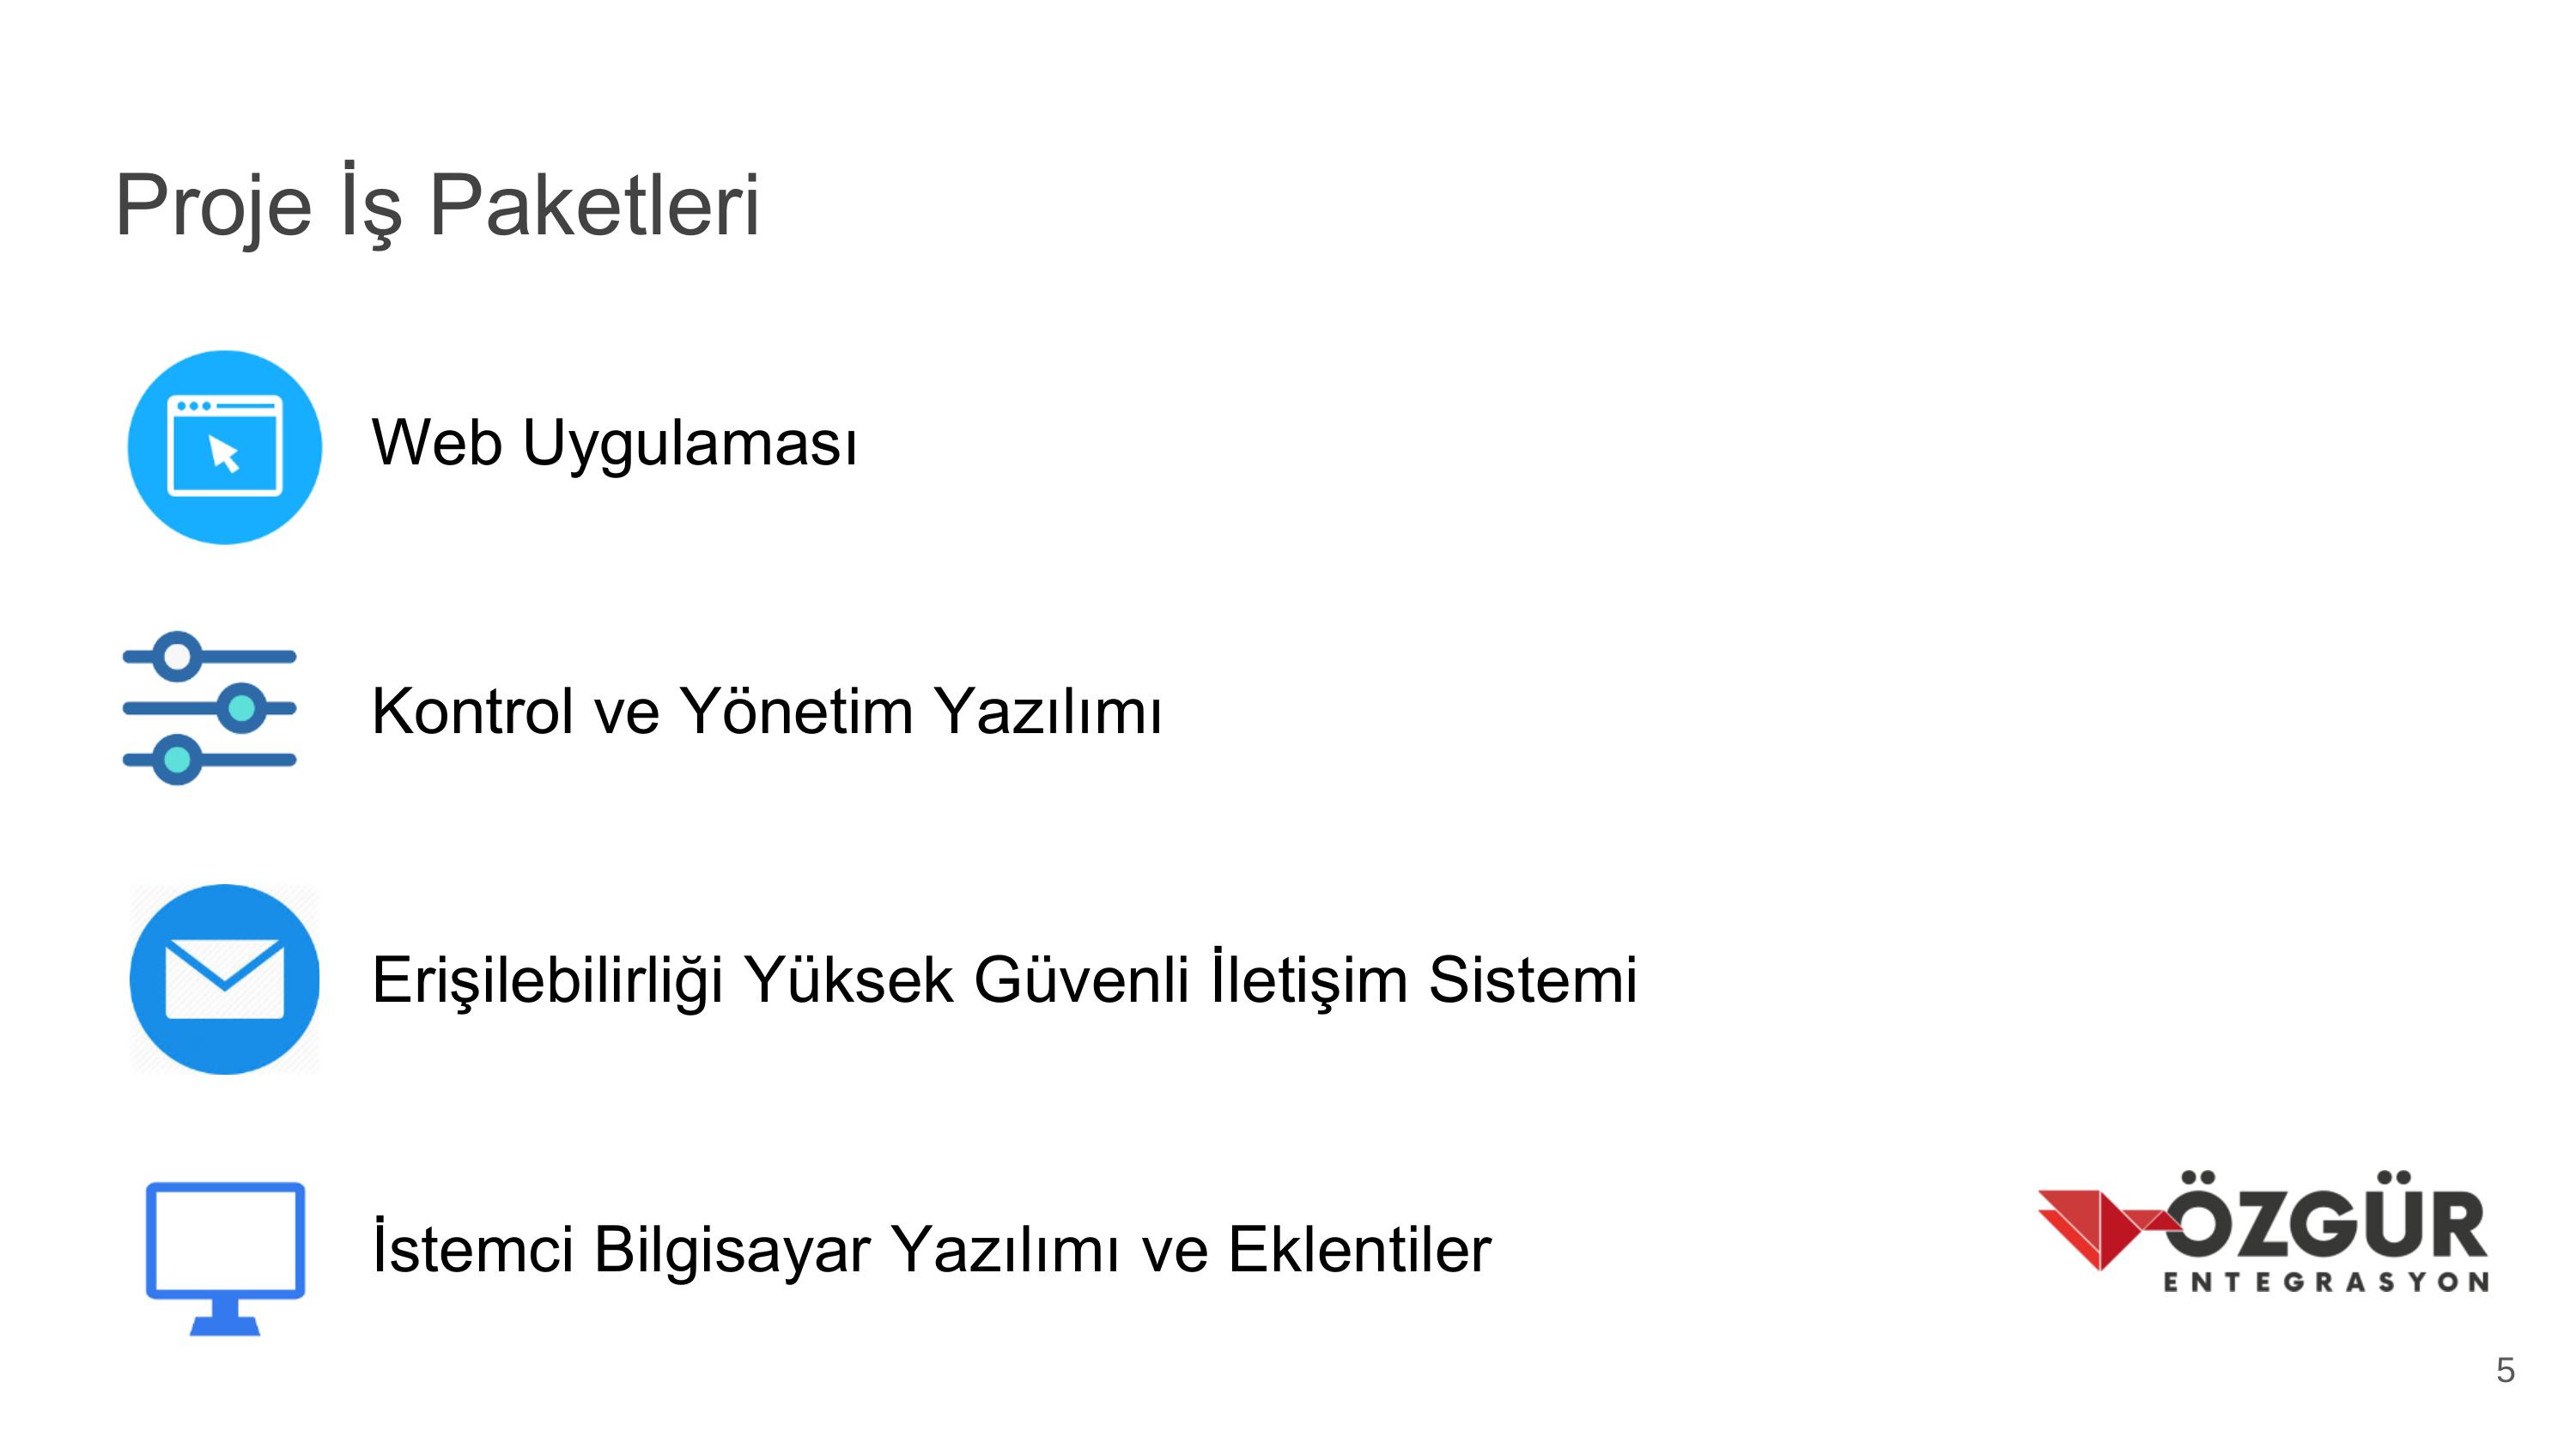 Proje İş Paketleri
Web Uygulaması
Kontrol ve Yönetim Yazılımı
Erişilebilirliği Yüksek Güvenli İletişim Sistemi
İstemci Bilgisayar Yazılımı ve Eklentiler
ÖZGÜR
ENTEGRASYON
5